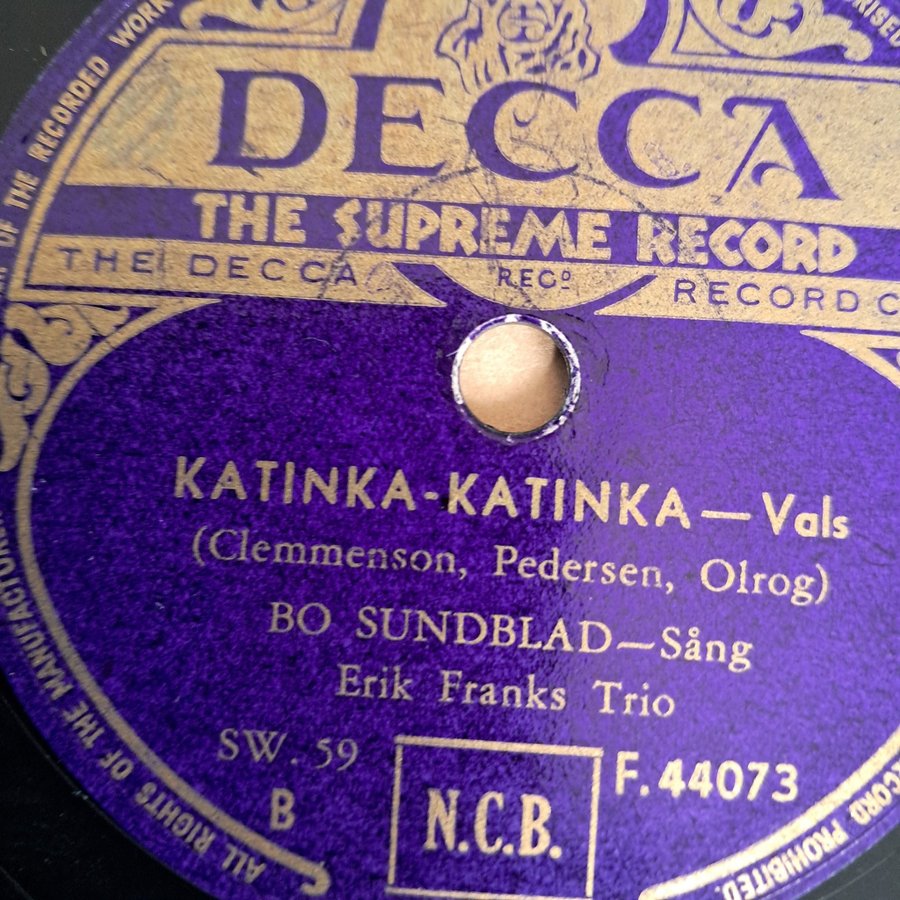 DECCA
THE SUPREME RECORD
THE DECCA RECᴰ RECORD C
KATINKA-KATINKA—Vals
(Clemmenson, Pedersen, Olrog)
BO SUNDBLAD—Sång
Erik Franks Trio
SW. 59
F. 44073
B
N.C.B.
ALL RIGHTS OF THE MANUFACTURER
OF THE RECORDED WORK
RECORD PROHIBITED.